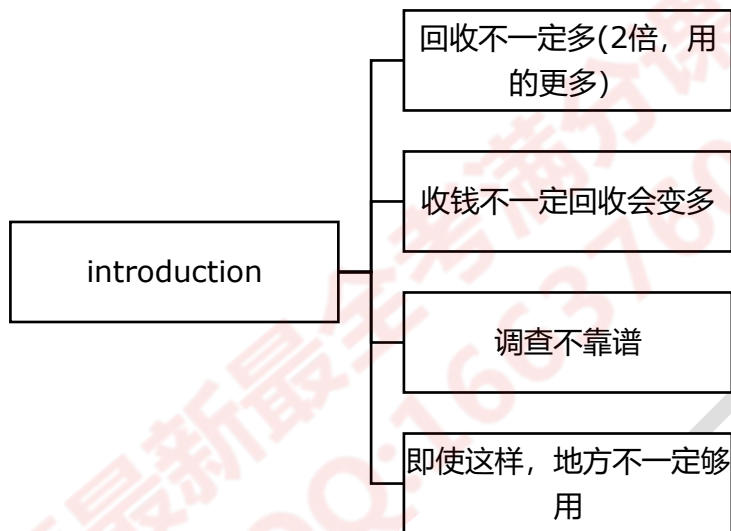 回收不一定多(2倍，用
的更多)
收钱不一定回收会变多
introduction
调查不靠谱
即使这样，地方不一定够
用